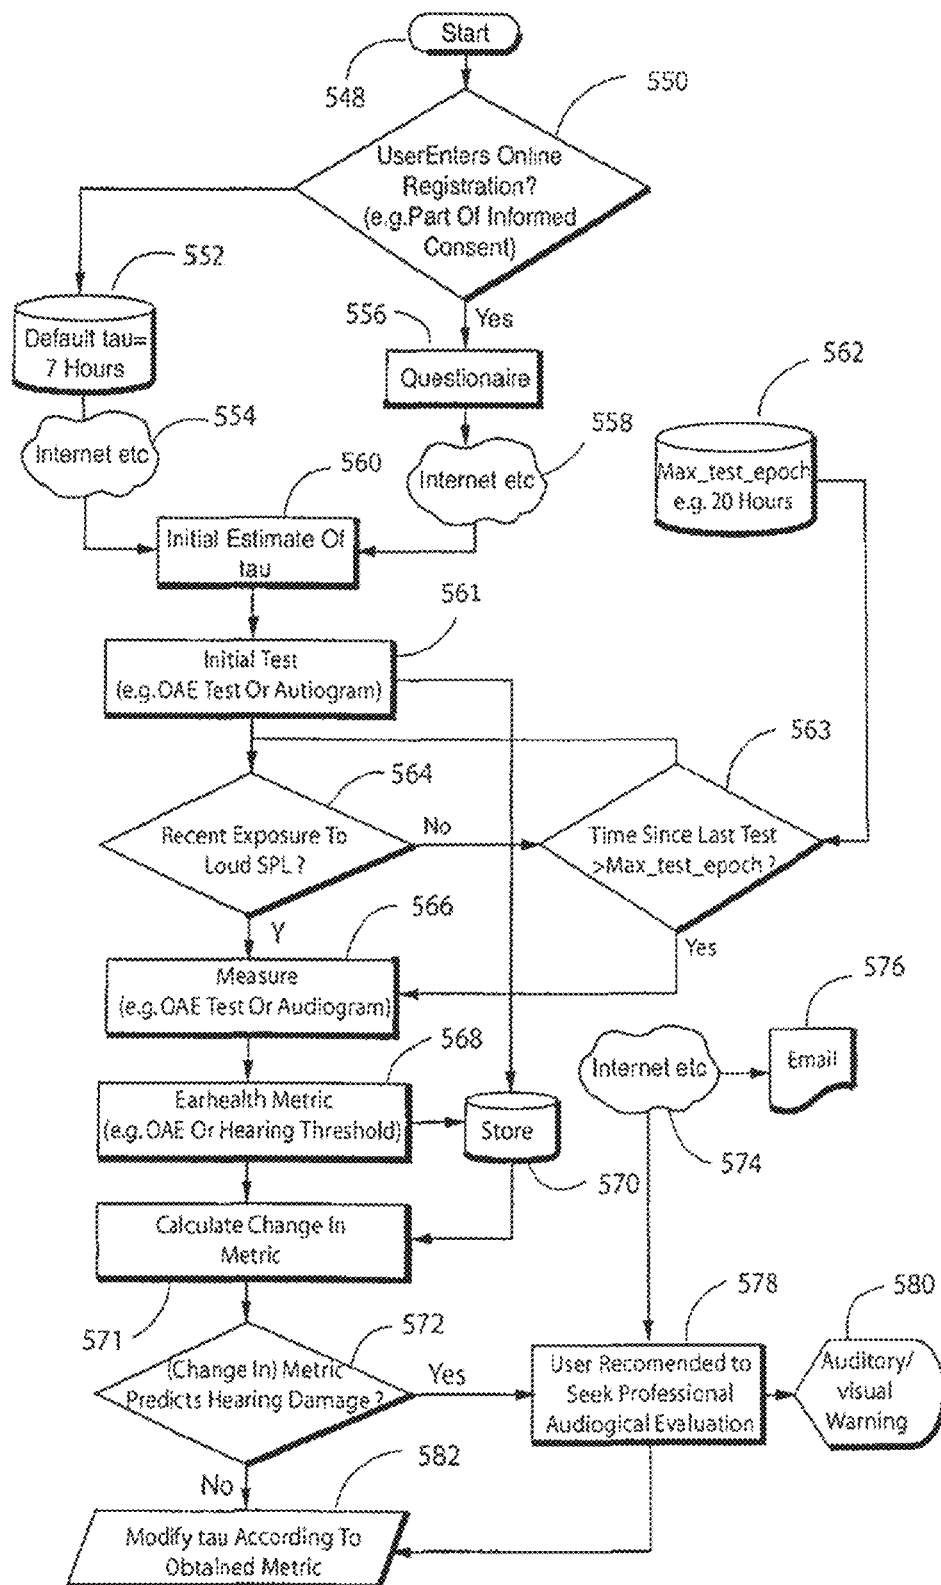 Start
548
550
UserEnters Online
Registration?
(e.g.Part Of Informed
Consent)
552
Default tau=
7 Hours
Yes
556
Questionaire
562
Max_test_epoch
e.g. 20 Hours
554
Internet etc
558
Internet etc
560
Initial Estimate Of
tau
561
Initial Test
(e.g.OAE Test Or Autiogram)
563
564
Recent Exposure To
Loud SPL ?
No
Time Since Last Test
>Max_test_epoch ?
Y
566
Yes
Measure
(e.g.OAE Test Or Audiogram)
576
568
Internet etc
Email
Earhealth Metric
(e.g. OAE Or Hearing Threshold)
Store
570
574
Calculate Change In
Metric
571
572
578
580
(Change In) Metric
Predicts Hearing Damage ?
Yes
User Recomended to
Seek Professional
Audiogical Evaluation
Auditory/
visual
Warning
No
582
Modify tau According To
Obtained Metric